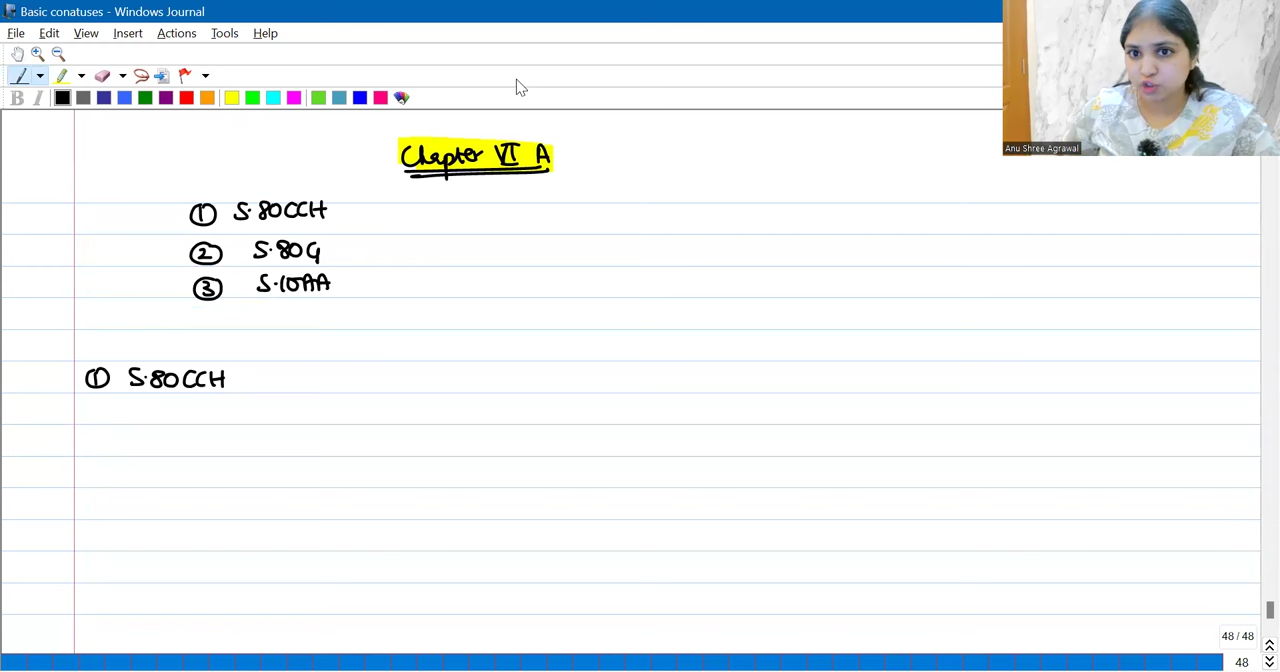 Basic conatuses - Windows Journal
File Edit View Insert Actions Tools Help
B I
Anu Shree Agrawal
Chapter VI A
① S.80CCH
② S.80G
③ S.10AA
① S.80CCH
48 / 48
48